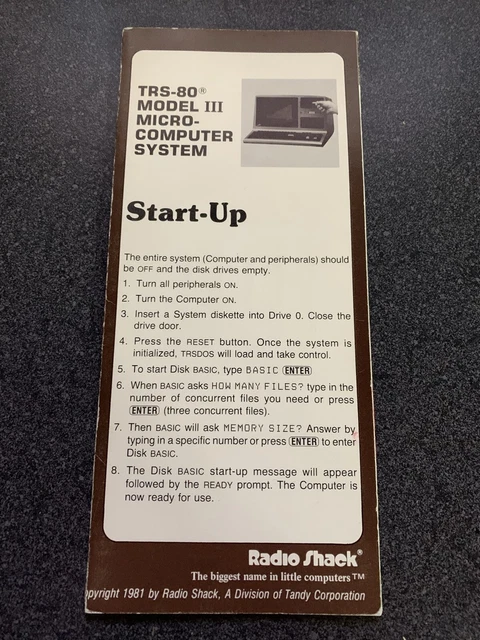 TRS-80®
MODEL III
MICRO-
COMPUTER
SYSTEM
Start-Up
The entire system (Computer and peripherals) should
be OFF and the disk drives empty.
1. Turn all peripherals ON.
2. Turn the Computer ON.
3. Insert a System diskette into Drive 0. Close the
drive door.
4. Press the RESET button. Once the system is
initialized, TRSDOS will load and take control.
5. To start Disk BASIC, type BASIC ENTER
6. When BASIC asks HOW MANY FILES? type in the
number of concurrent files you need or press
ENTER (three concurrent files).
7. Then BASIC will ask MEMORY SIZE? Answer by
typing in a specific number or press ENTER to enter
Disk BASIC.
8. The Disk BASIC start-up message will appear
followed by the READY prompt. The Computer is
now ready for use.
Radio Shack®
The biggest name in little computers™
pyright 1981 by Radio Shack, A Division of Tandy Corporation